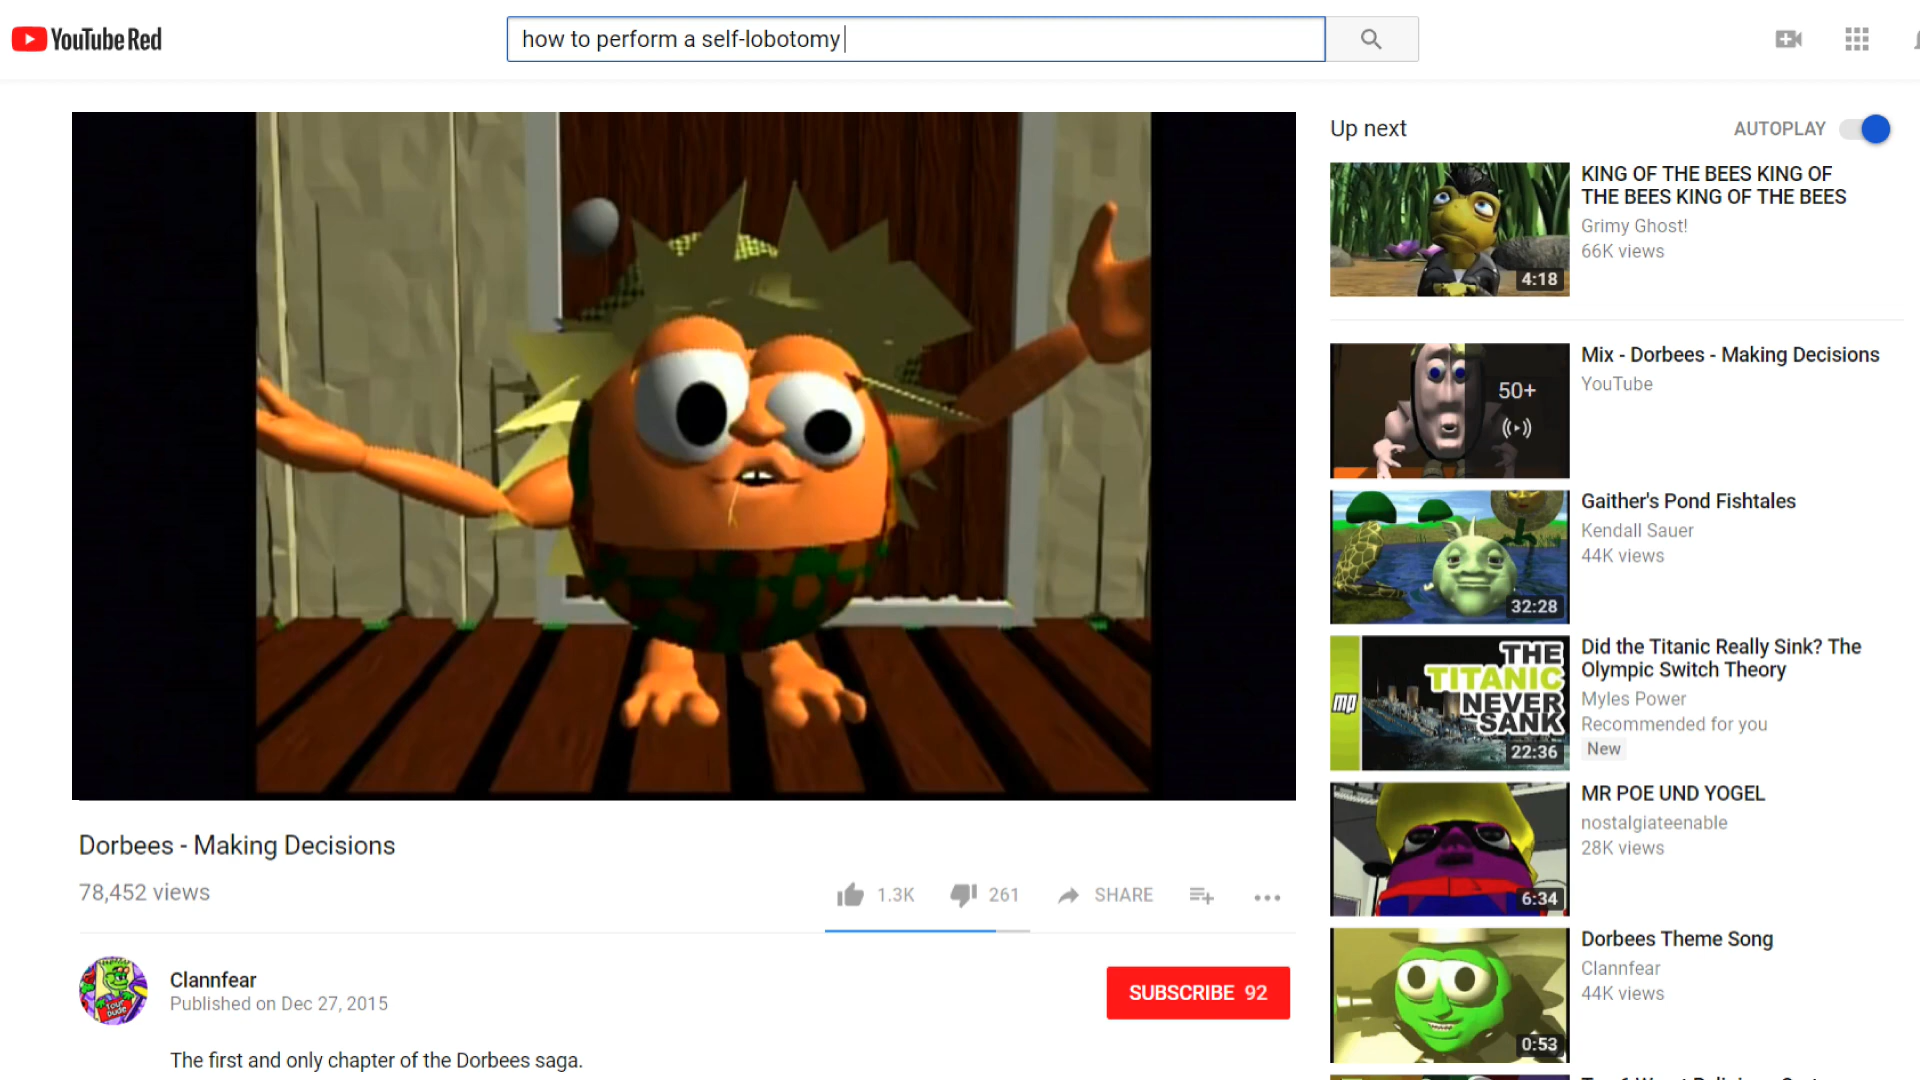 YouTube Red
how to perform a self-lobotomy
Up next
AUTOPLAY
KING OF THE BEES KING OF
THE BEES KING OF THE BEES
Grimy Ghost!
66K views
4:18
Mix - Dorbees - Making Decisions
YouTube
50+
Gaither's Pond Fishtales
Kendall Sauer
44K views
32:28
Did the Titanic Really Sink? The
Olympic Switch Theory
Myles Power
Recommended for you
New
mp
THE
TITANIC
NEVER
SANK
22:36
MR POE UND YOGEL
nostalgiateenable
28K views
6:34
Dorbees Theme Song
Clannfear
44K views
0:53
Dorbees - Making Decisions
78,452 views
1.3K
261
SHARE
Clannfear
Published on Dec 27, 2015
SUBSCRIBE 92
The first and only chapter of the Dorbees saga.